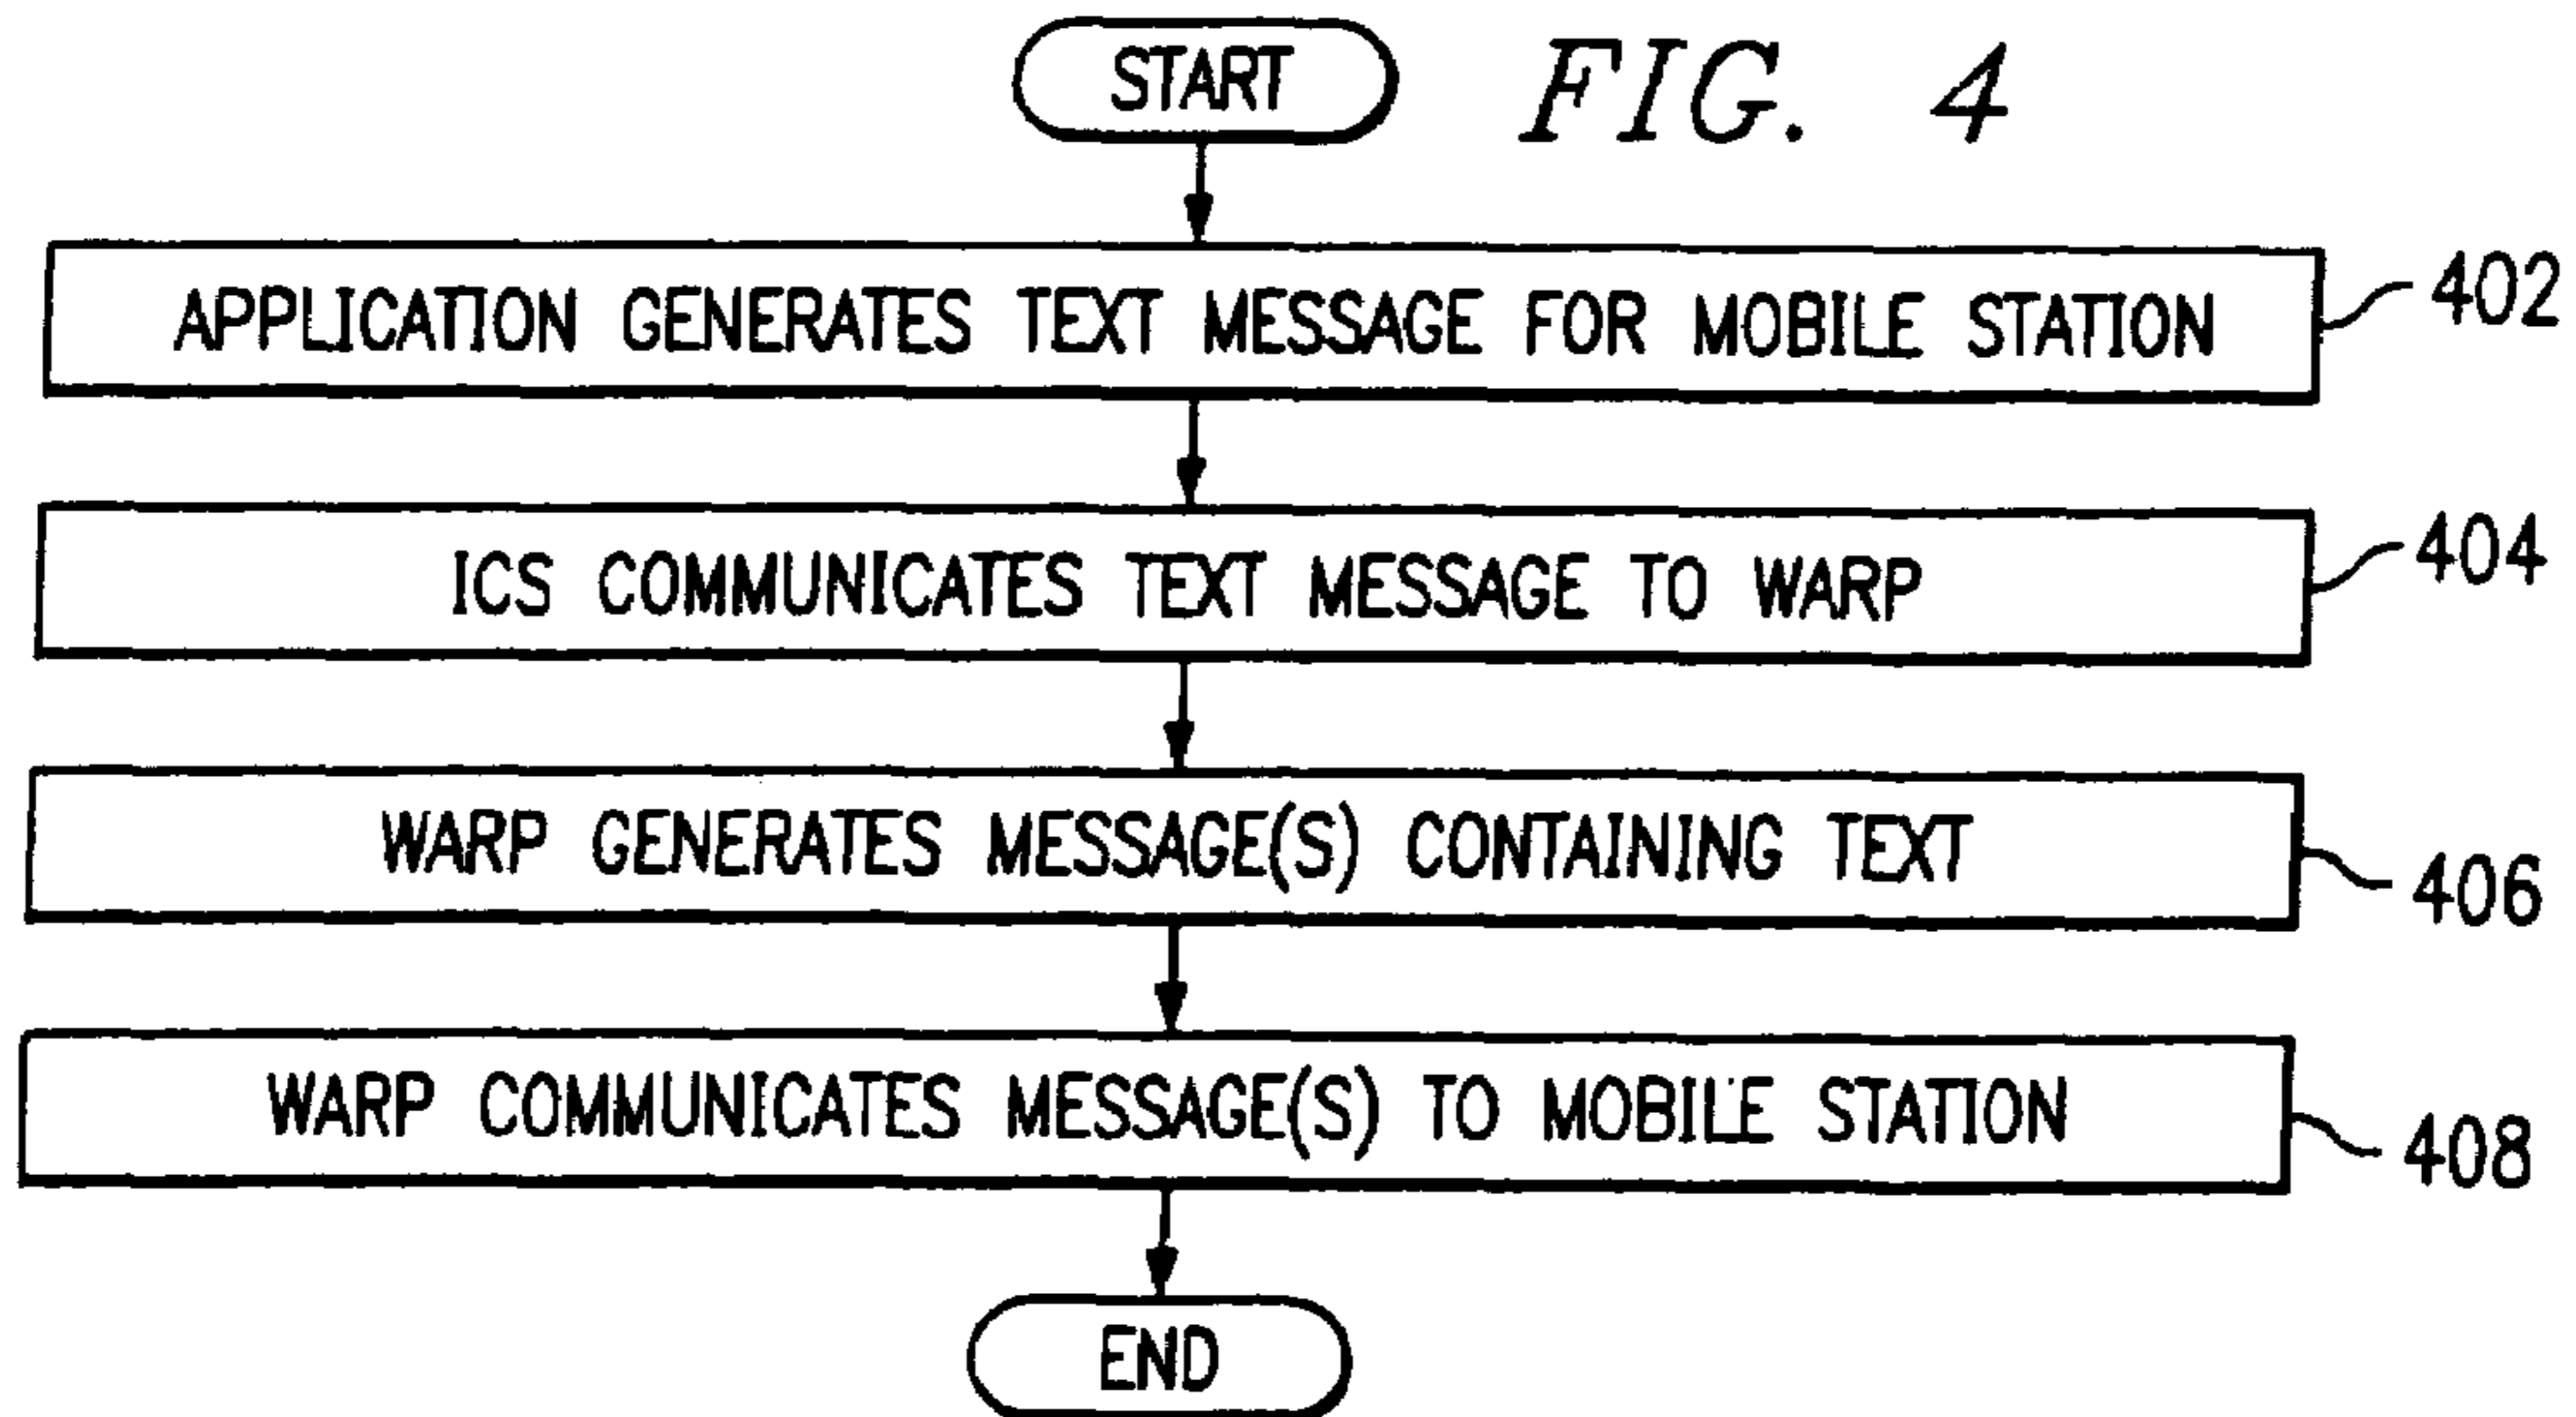 START
FIG. 4
APPLICATION GENERATES TEXT MESSAGE FOR MOBILE STATION
402
ICS COMMUNICATES TEXT MESSAGE TO WARP
404
WARP GENERATES MESSAGE(S) CONTAINING TEXT
406
WARP COMMUNICATES MESSAGE(S) TO MOBILE STATION
408
END